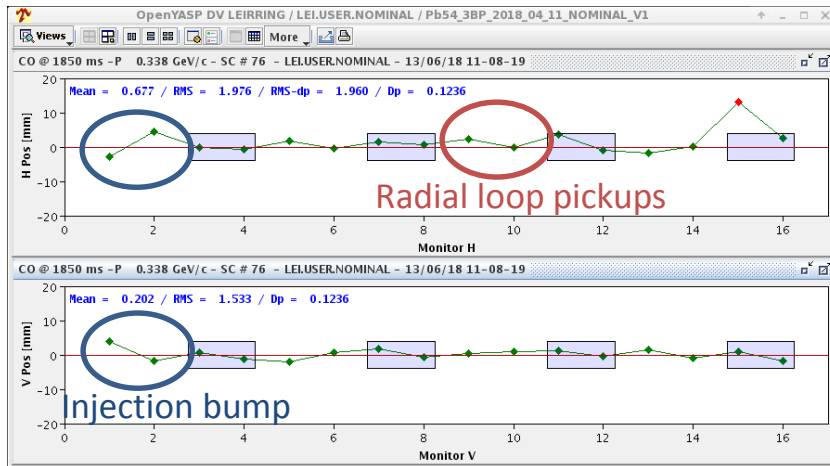 OpenYASP DV LEIRRING / LEI.USER.NOMINAL / Pb54_3BP_2018_04_11_NOMINAL_V1
Views
More
CO @ 1850 ms -P 0.338 GeV/c - SC # 76 - LEI.USER.NOMINAL - 13/06/18 11-08-19
Mean = 0.677 / RMS = 1.976 / RMS-dp = 1.960 / Dp = 0.1236
H Pos [mm]
20
10
0
-10
-20
Radial loop pickups
0 2 4 6 8 10 12 14 16
Monitor H
CO @ 1850 ms -P 0.338 GeV/c - SC # 76 - LEI.USER.NOMINAL - 13/06/18 11-08-19
Mean = 0.202 / RMS = 1.533 / Dp = 0.1236
V Pos [mm]
20
10
0
-10
-20
Injection bump
0 2 4 6 8 10 12 14 16
Monitor V